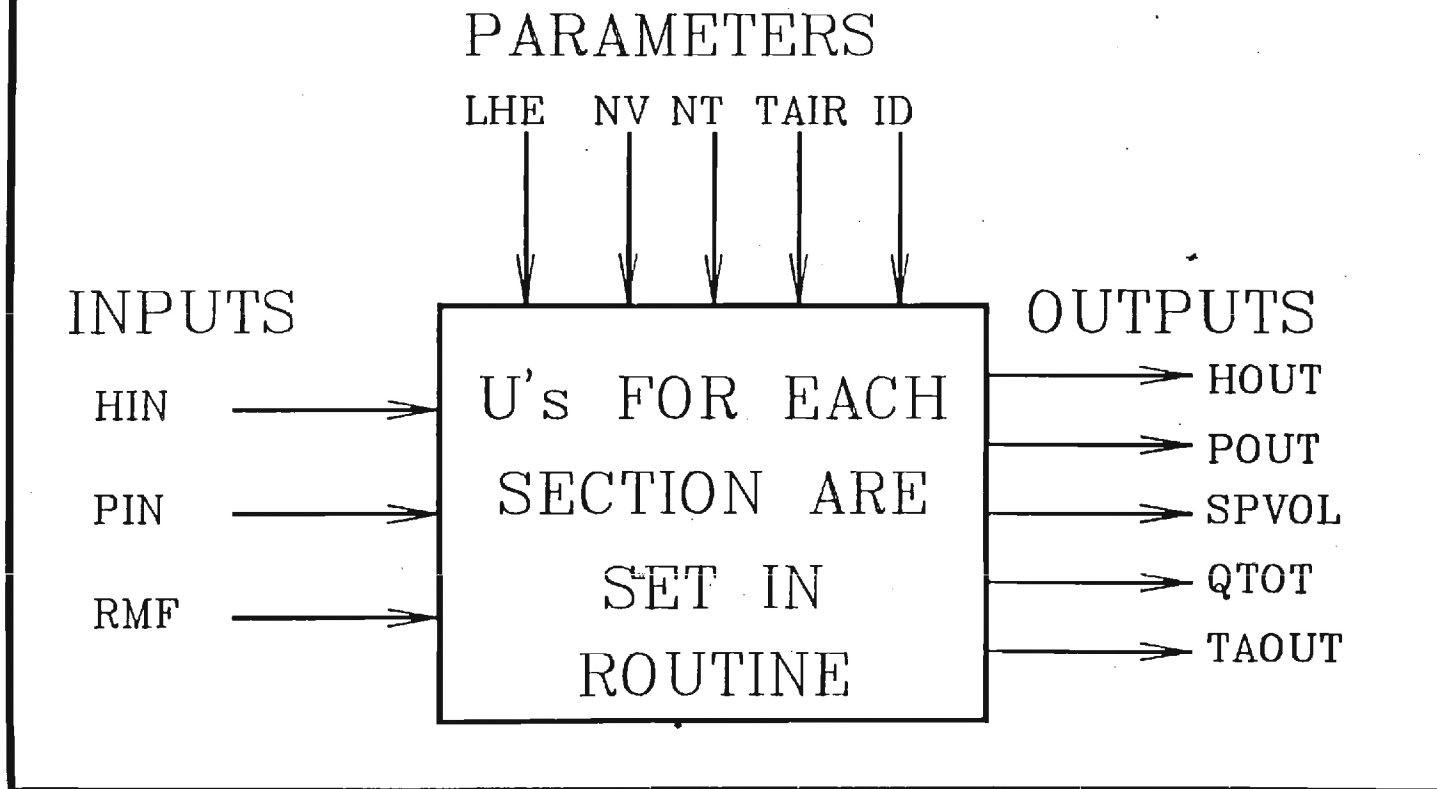 PARAMETERS
LHE NV NT TAIR ID
INPUTS
HIN
PIN
RMF
U's FOR EACH
SECTION ARE
SET IN
ROUTINE
OUTPUTS
HOUT
POUT
SPVOL
QTOT
TAOUT